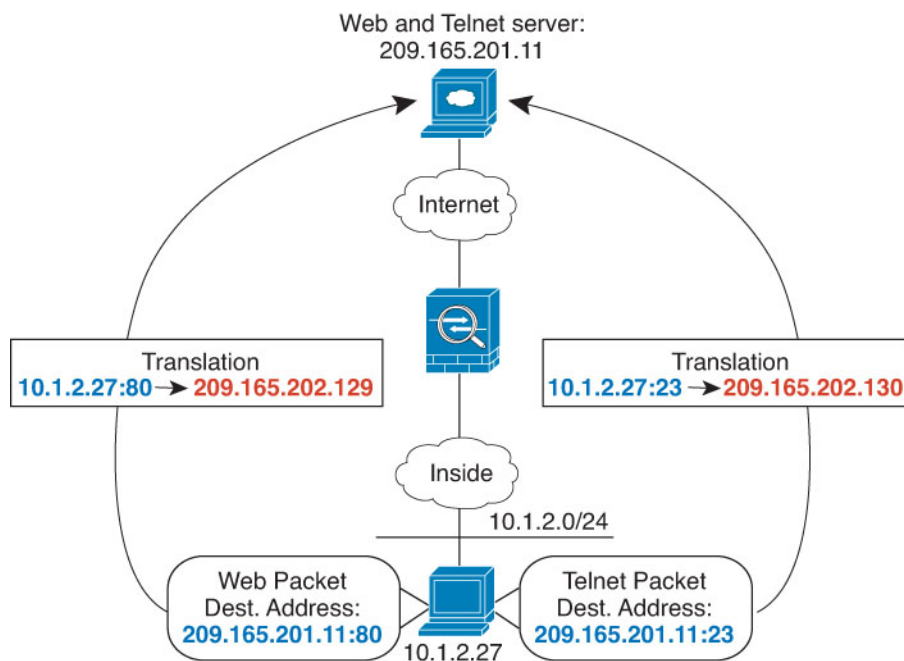 Web and Telnet server:
209.165.201.11
Internet
Translation
10.1.2.27:80 209.165.202.129
Translation
10.1.2.27:23 209.165.202.130
Inside
10.1.2.0/24
Web Packet
Dest. Address:
209.165.201.11:80
Telnet Packet
Dest. Address:
209.165.201.11:23
10.1.2.27